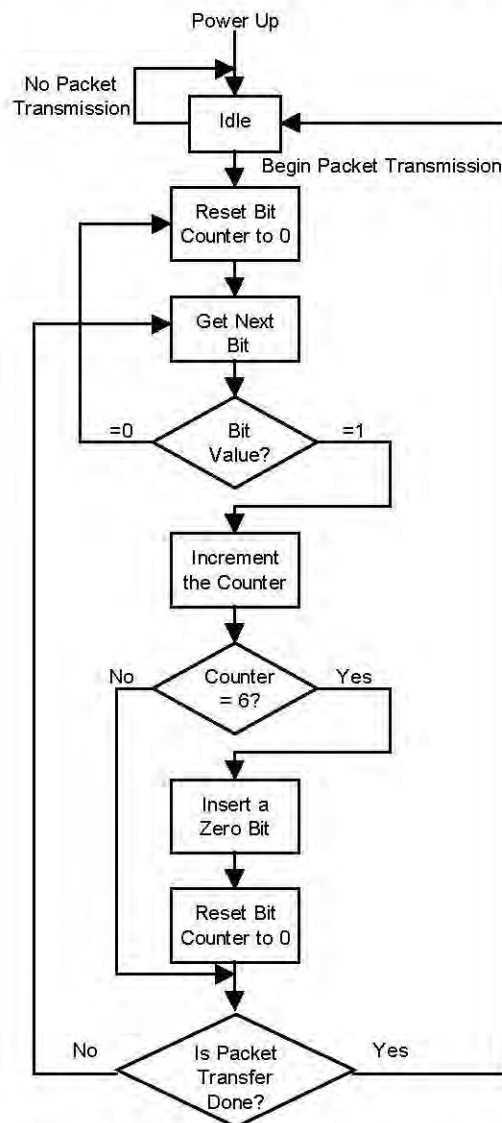 Power Up
No Packet
Transmission
Idle
Begin Packet Transmission
Reset Bit
Counter to 0
Get Next
Bit
=0
Bit
Value?
=1
Increment
the Counter
No
Counter
= 6?
Yes
Insert a
Zero Bit
Reset Bit
Counter to 0
No
Is Packet
Transfer
Done?
Yes